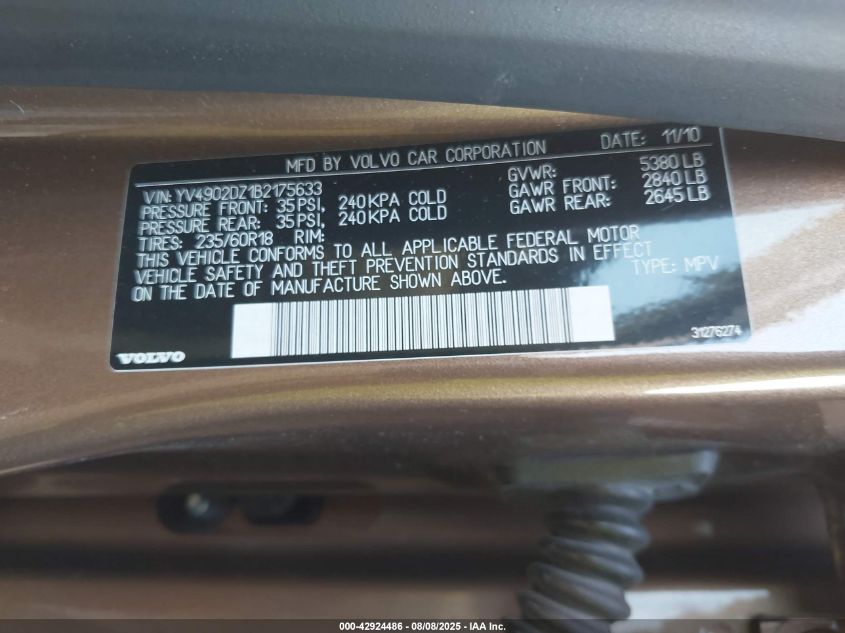 MFD BY VOLVO CAR CORPORATION DATE: 11/10
VIN: YV4902DZ1B2175633 GVWR: 5380 LB
PRESSURE FRONT: 35 PSI, 240 KPA COLD GAWR FRONT: 2840 LB
PRESSURE REAR: 35 PSI, 240 KPA COLD GAWR REAR: 2645 LB
TIRES: 235/60R18 RIM:
THIS VEHICLE CONFORMS TO ALL APPLICABLE FEDERAL MOTOR
VEHICLE SAFETY AND THEFT PREVENTION STANDARDS IN EFFECT
ON THE DATE OF MANUFACTURE SHOWN ABOVE. TYPE: MPV
31276274
VOLVO
000-42924486 - 08/08/2025 - IAA Inc.